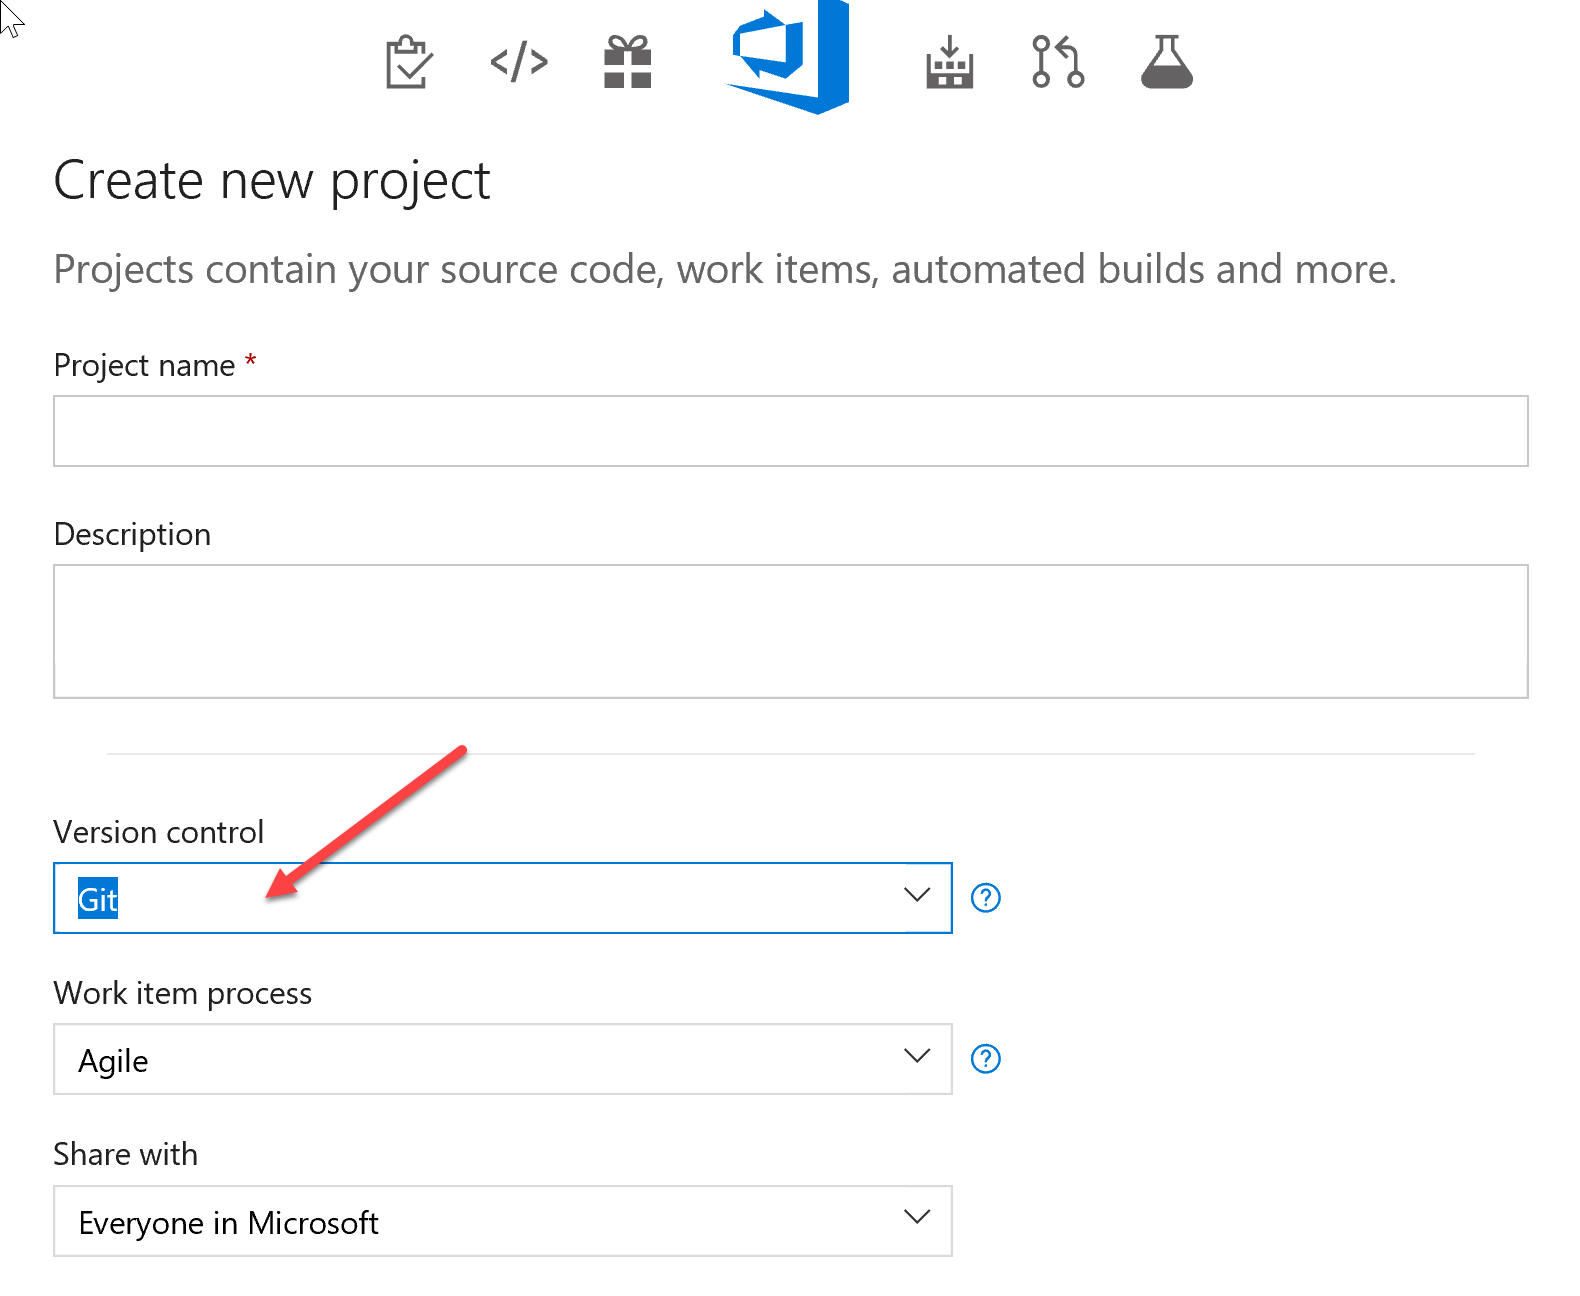 Create new project
Projects contain your source code, work items, automated builds and more.
Project name *
Description
Version control
Git
Work item process
Agile
Share with
Everyone in Microsoft